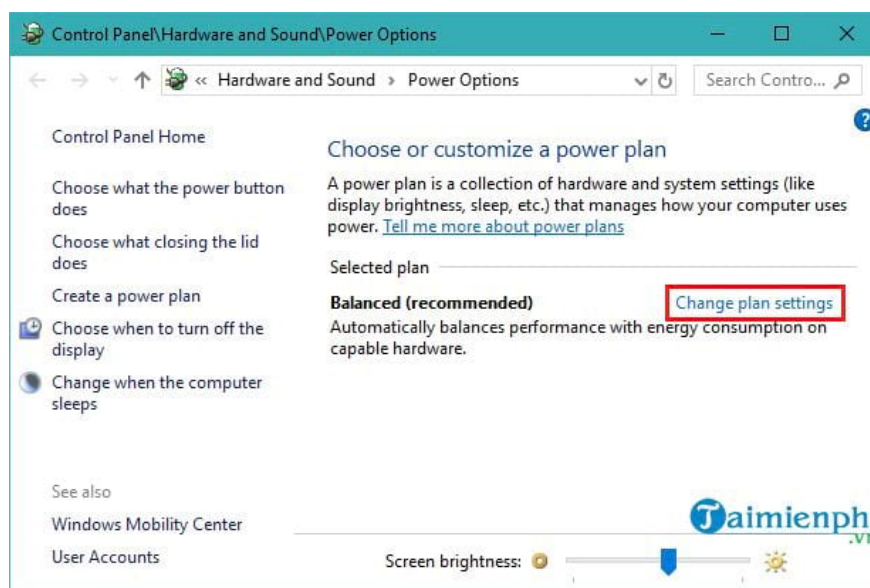 Control Panel\Hardware and Sound\Power Options
« Hardware and Sound › Power Options
Search Contro...
?
Control Panel Home
Choose what the power button
does
Choose what closing the lid
does
Create a power plan
Choose when to turn off the
display
Change when the computer
sleeps
See also
Windows Mobility Center
User Accounts
Choose or customize a power plan
A power plan is a collection of hardware and system settings (like
display brightness, sleep, etc.) that manages how your computer uses
power. Tell me more about power plans
Selected plan
Balanced (recommended)
Change plan settings
Automatically balances performance with energy consumption on
capable hardware.
Taimienph
.vn
Screen brightness: